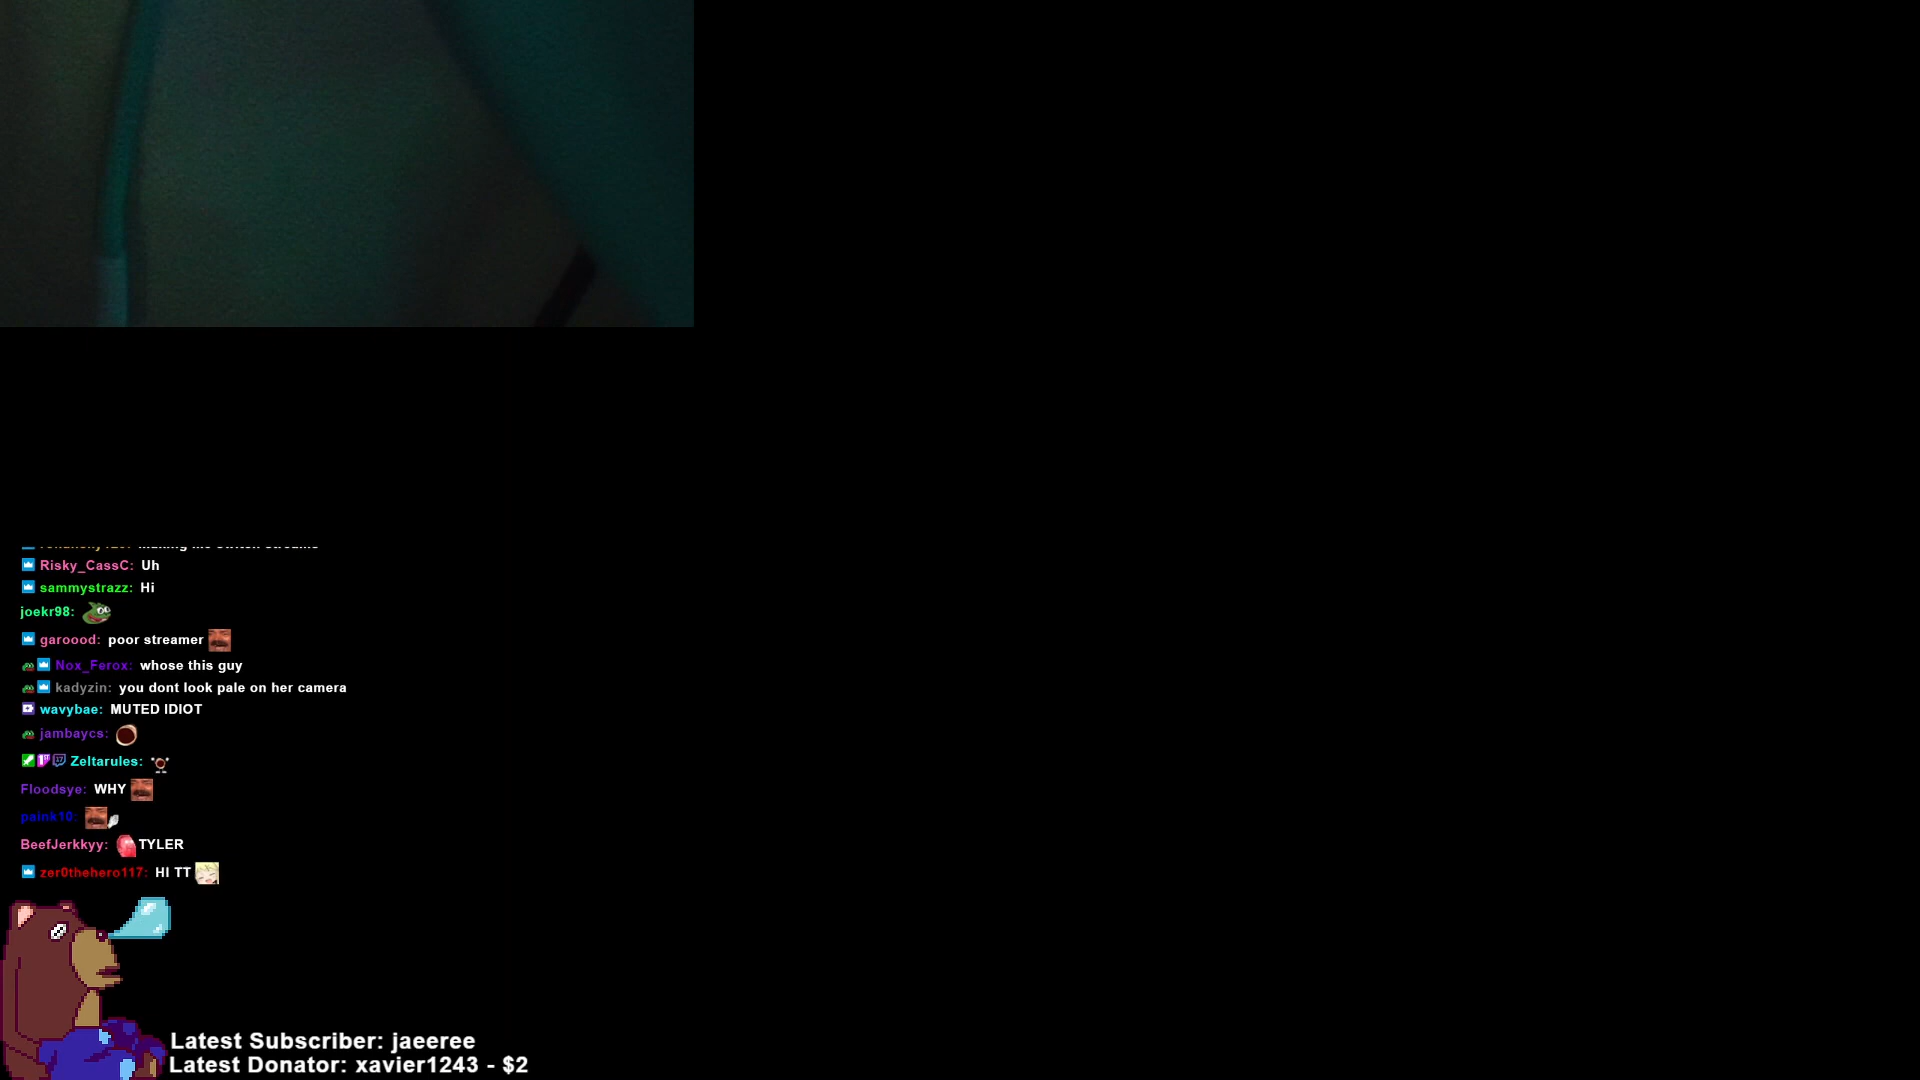 Risky_CassC: Uh
sammystrazz: Hi
joekr98:
garoood: poor streamer
Nox_Ferox: whose this guy
kadyzin: you dont look pale on her camera
wavybae: MUTED IDIOT
jambaycs:
Zeltarules:
Floodsye: WHY
paink10:
BeefJerkkyy: TYLER
zer0thehero117: HI TT
Latest Subscriber: jaeeree
Latest Donator: xavier1243 - $2